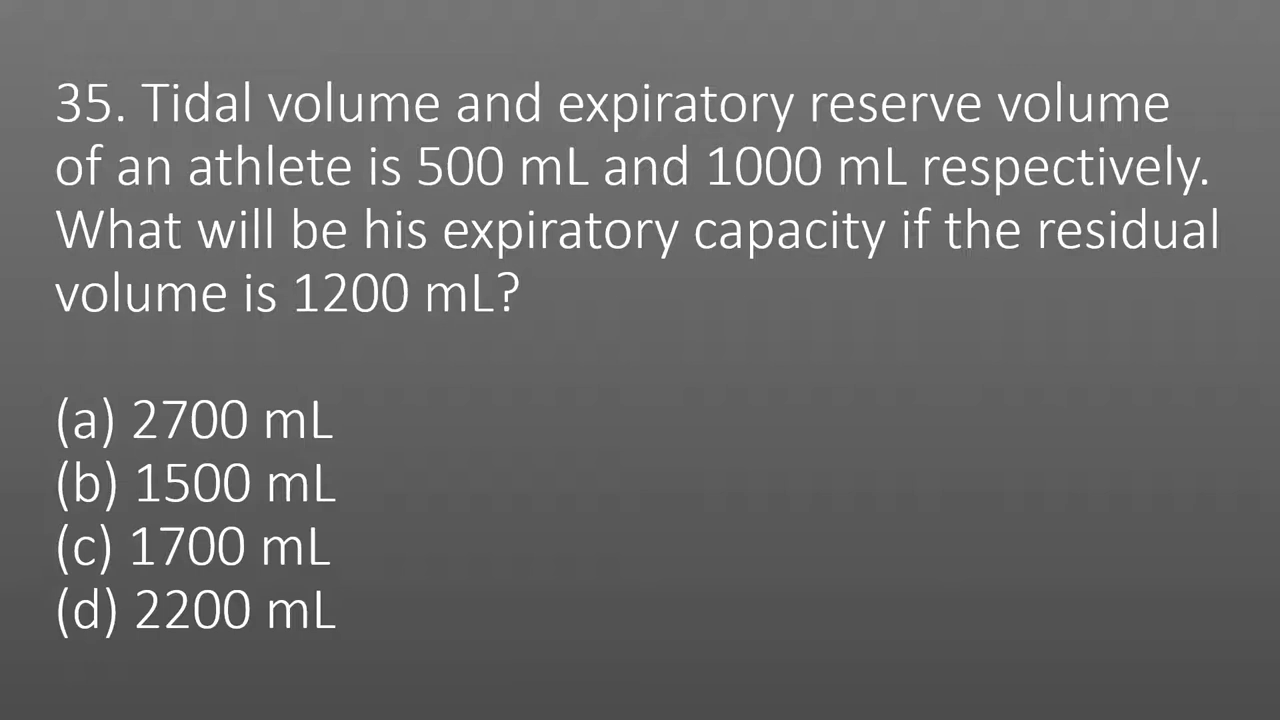 35. Tidal volume and expiratory reserve volume
of an athlete is 500 mL and 1000 mL respectively.
What will be his expiratory capacity if the residual
volume is 1200 mL?
(a) 2700 mL
(b) 1500 mL
(c) 1700 mL
(d) 2200 mL